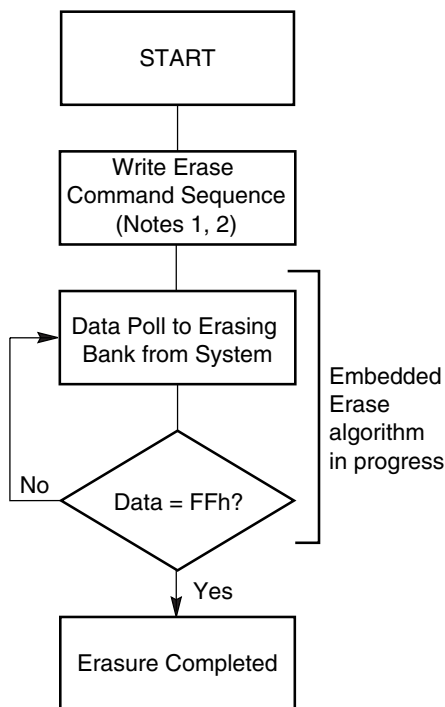 START
Write Erase
Command Sequence
(Notes 1, 2)
Data Poll to Erasing
Bank from System
Embedded
Erase
algorithm
in progress
No
Data = FFh?
Yes
Erasure Completed